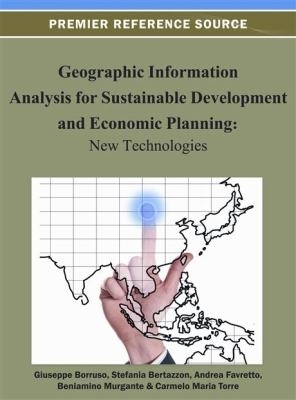 PREMIER REFERENCE SOURCE
Geographic Information
Analysis for Sustainable Development
and Economic Planning:
New Technologies
Giuseppe Borruso, Stefania Bertazzon, Andrea Favretto,
Beniamino Murgante & Carmelo Maria Torre